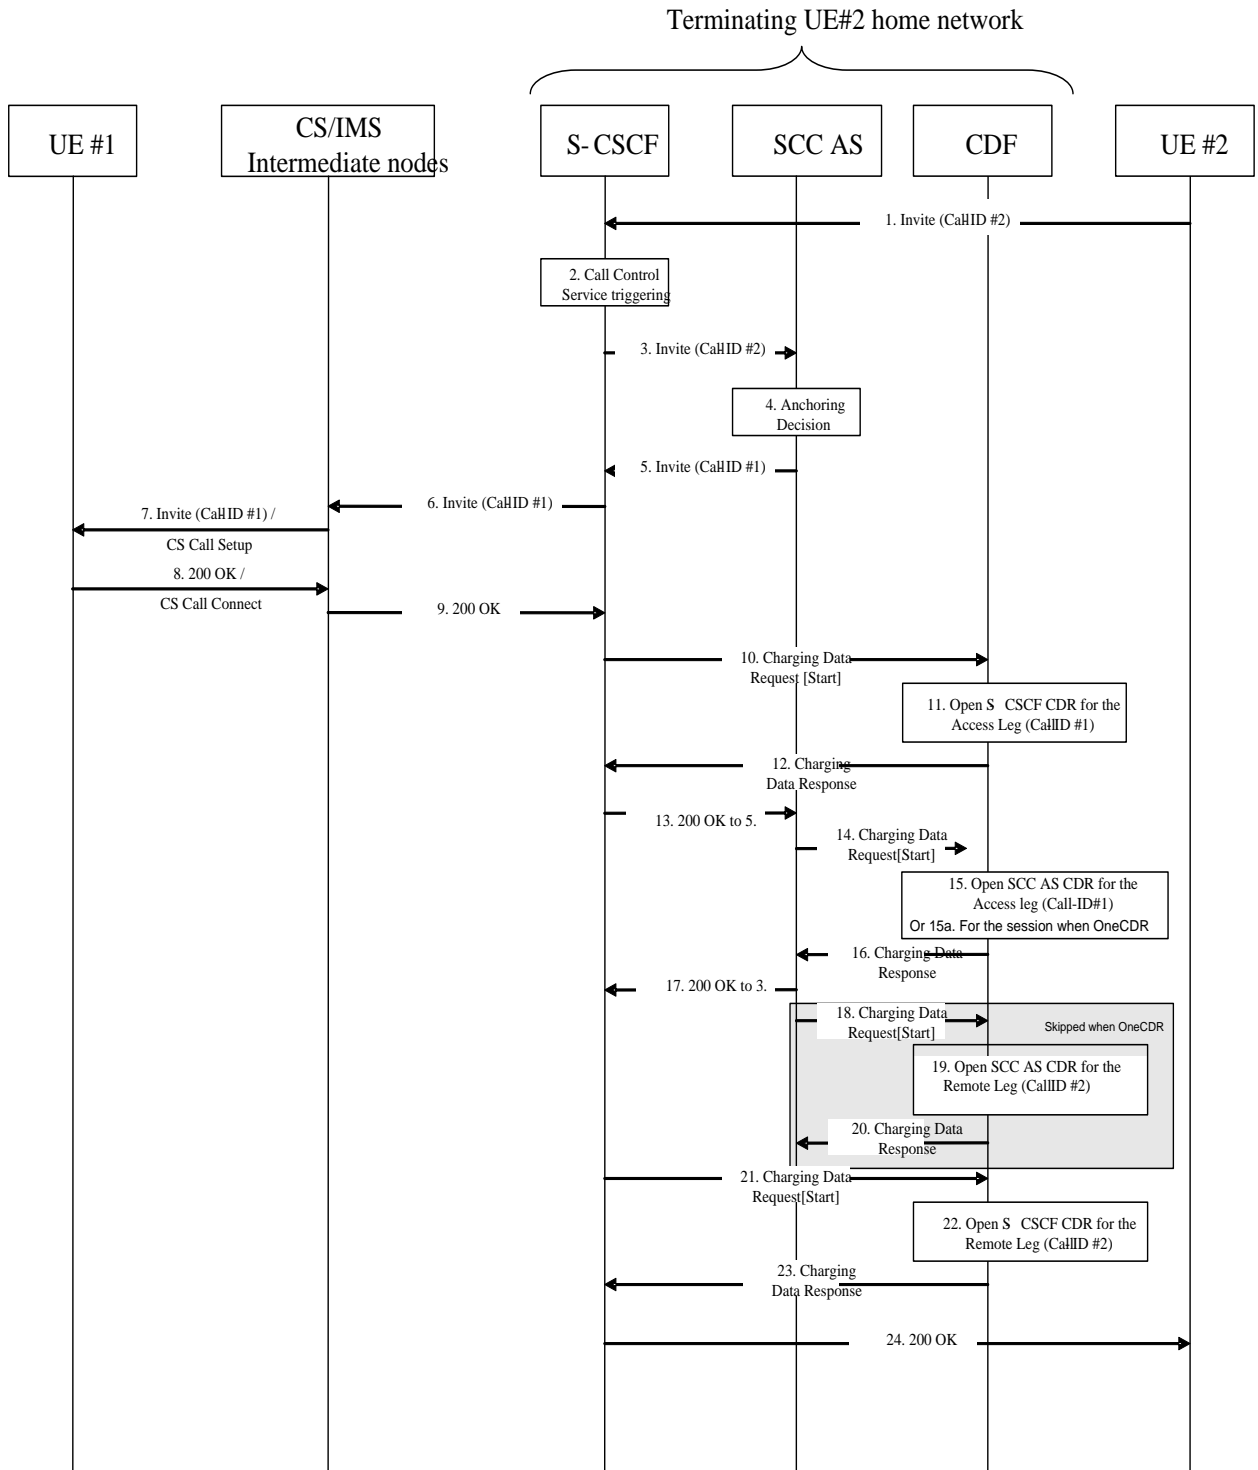 Terminating UE#2 home network
UE #1
CS/IMS
Intermediate nodes
S- CSCF
SCC AS
CDF
UE #2
1. Invite (Call-ID #2)
2. Call Control
Service triggering
3. Invite (Call-ID #2)
4. Anchoring
Decision
5. Invite (Call-ID #1)
6. Invite (Call-ID #1)
7. Invite (Call-ID #1) /
CS Call Setup
8. 200 OK /
CS Call Connect
9. 200 OK
10. Charging Data
Request [Start]
11. Open S CSCF CDR for the
Access Leg (Call-ID #1)
12. Charging
Data Response
13. 200 OK to 5.
14. Charging Data
Request[Start]
15. Open SCC AS CDR for the
Access leg (Call-ID#1)
Or 15a. For the session when OneCDR
16. Charging Data
Response
17. 200 OK to 3.
18. Charging Data
Request[Start]
Skipped when OneCDR
19. Open SCC AS CDR for the
Remote Leg (CallID #2)
20. Charging Data
Response
21. Charging Data
Request[Start]
22. Open S CSCF CDR for the
Remote Leg (Call-ID #2)
23. Charging
Data Response
24. 200 OK